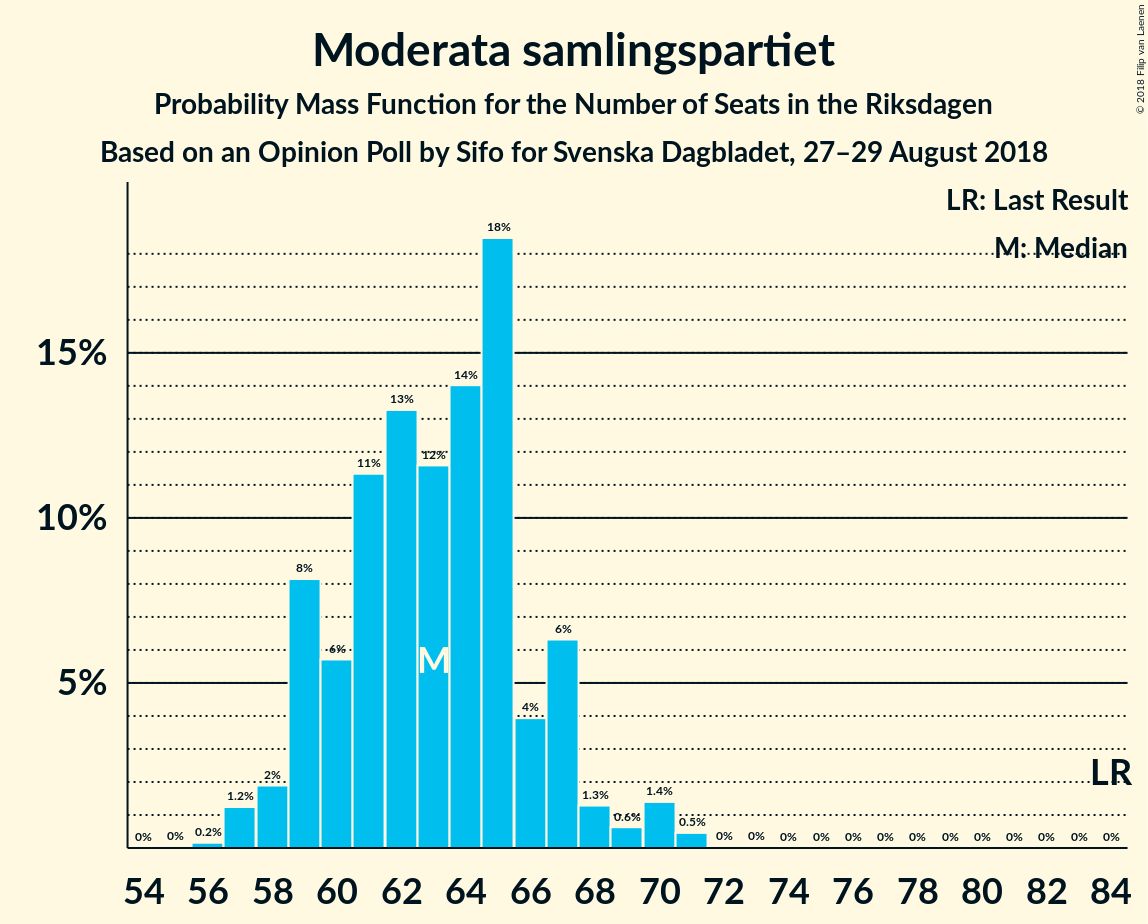 Moderata samlingspartiet
Probability Mass Function for the Number of Seats in the Riksdagen
Based on an Opinion Poll by Sifo for Svenska Dagbladet, 27–29 August 2018
© 2018 Filip van Laenen
LR: Last Result
M: Median
15%
10%
5%
0% 0% 0.2% 1.2% 2% 8% 6% 11% 13% 12% 14% 18% 4% 6% 1.3% 0.6% 1.4% 0.5% 0% 0% 0% 0% 0% 0% 0% 0% 0% 0% 0% 0% 0%
M
LR
54 56 58 60 62 64 66 68 70 72 74 76 78 80 82 84